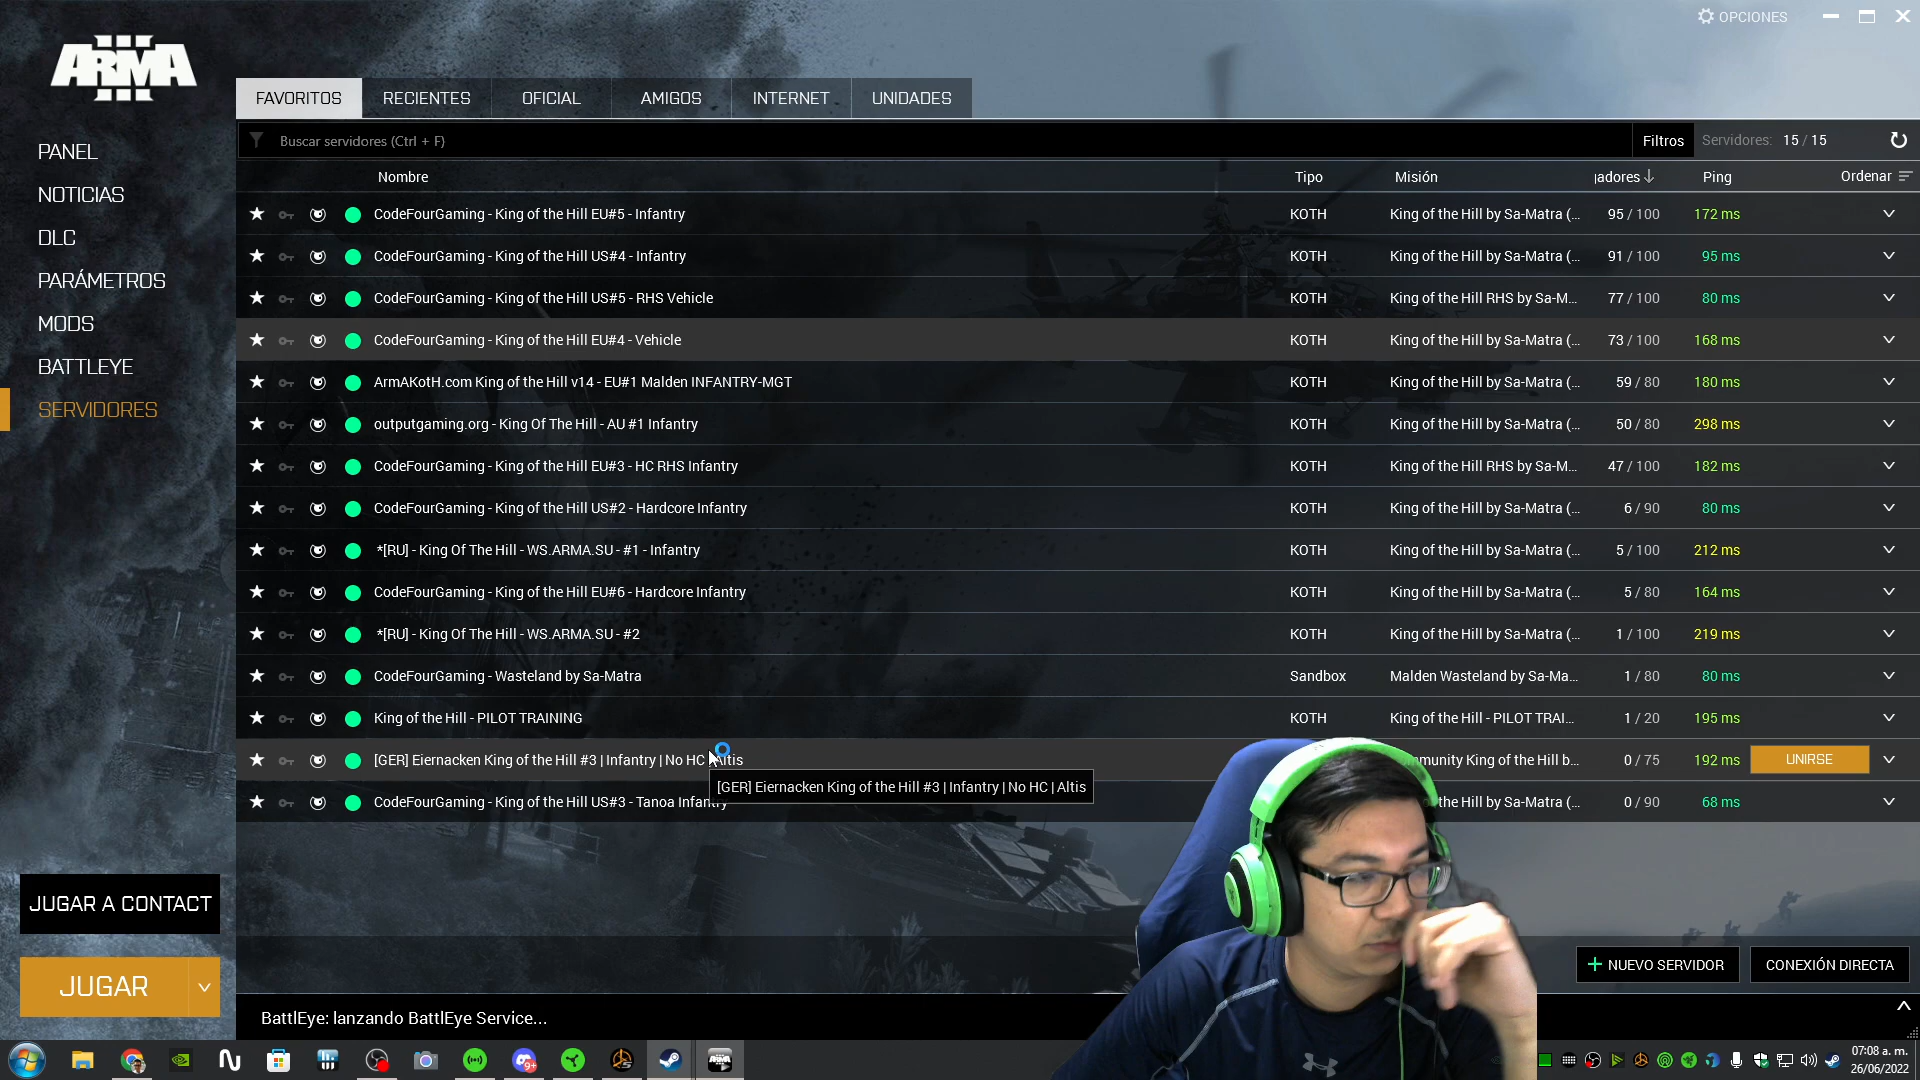 OPCIONES
ARMA III
FAVORITOS RECIENTES OFICIAL AMIGOS INTERNET UNIDADES
Buscar servidores (Ctrl + F) Filtros Servidores: 15 / 15
PANEL
NOTICIAS
DLC
PARÁMETROS
MODS
BATTLEYE
SERVIDORES
Nombre Tipo Misión adores Ping Ordenar
CodeFourGaming - King of the Hill EU#5 - Infantry KOTH King of the Hill by Sa-Matra (... 95 / 100 172 ms
CodeFourGaming - King of the Hill US#4 - Infantry KOTH King of the Hill by Sa-Matra (... 91 / 100 95 ms
CodeFourGaming - King of the Hill US#5 - RHS Vehicle KOTH King of the Hill RHS by Sa-M... 77 / 100 80 ms
CodeFourGaming - King of the Hill EU#4 - Vehicle KOTH King of the Hill by Sa-Matra (... 73 / 100 168 ms
ArmAKotH.com King of the Hill v14 - EU#1 Malden INFANTRY-MGT KOTH King of the Hill by Sa-Matra (... 59 / 80 180 ms
outputgaming.org - King Of The Hill - AU #1 Infantry KOTH King of the Hill by Sa-Matra (... 50 / 80 298 ms
CodeFourGaming - King of the Hill EU#3 - HC RHS Infantry KOTH King of the Hill RHS by Sa-M... 47 / 100 182 ms
CodeFourGaming - King of the Hill US#2 - Hardcore Infantry KOTH King of the Hill by Sa-Matra (... 6 / 90 80 ms
*[RU] - King Of The Hill - WS.ARMA.SU - #1 - Infantry KOTH King of the Hill by Sa-Matra (... 5 / 100 212 ms
CodeFourGaming - King of the Hill EU#6 - Hardcore Infantry KOTH King of the Hill by Sa-Matra (... 5 / 80 164 ms
*[RU] - King Of The Hill - WS.ARMA.SU - #2 KOTH King of the Hill by Sa-Matra (... 1 / 100 219 ms
CodeFourGaming - Wasteland by Sa-Matra Sandbox Malden Wasteland by Sa-Ma... 1 / 80 80 ms
King of the Hill - PILOT TRAINING KOTH King of the Hill - PILOT TRAI... 1 / 20 195 ms
[GER] Eiernacken King of the Hill #3 | Infantry | No HC Altis mmunity King of the Hill b... 0 / 75 192 ms UNIRSE
[GER] Eiernacken King of the Hill #3 | Infantry | No HC | Altis
CodeFourGaming - King of the Hill US#3 - Tanoa Infantry the Hill by Sa-Matra (... 0 / 90 68 ms
JUGAR A CONTACT
JUGAR
NUEVO SERVIDOR CONEXIÓN DIRECTA
BattlEye: lanzando BattlEye Service...
9+
07:08 a. m.
26/06/2022